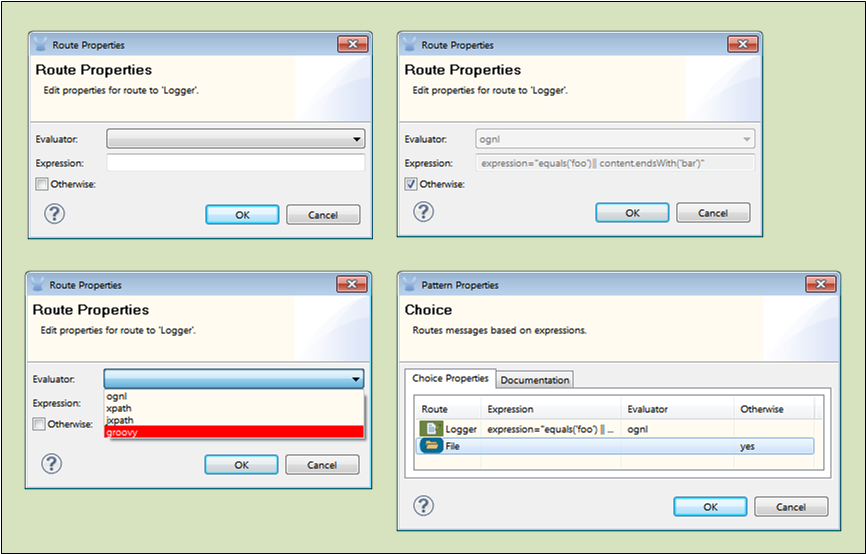 Route Properties
Route Properties
Edit properties for route to 'Logger'.
Evaluator:
Expression:
Otherwise:
? OK Cancel
Route Properties
Route Properties
Edit properties for route to 'Logger'.
Evaluator: ognl
Expression: expression="equals('foo')|| content.endsWith('bar')"
Otherwise:
? OK Cancel
Route Properties
Route Properties
Edit properties for route to 'Logger'.
Evaluator:
ognl
xpath
jxpath
groovy
Expression:
Otherwise:
? OK Cancel
Pattern Properties
Choice
Routes messages based on expressions.
Choice Properties Documentation
Route Expression Evaluator Otherwise
Logger expression="equals('foo') || ... ognl
File yes
? OK Cancel